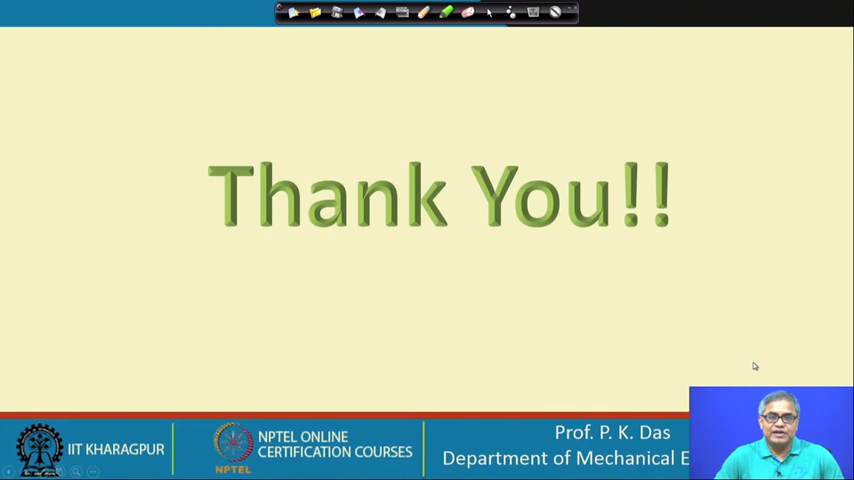 Thank You!!
IIT KHARAGPUR
NPTEL
NPTEL ONLINE
CERTIFICATION COURSES
Prof. P. K. Das
Department of Mechanical E